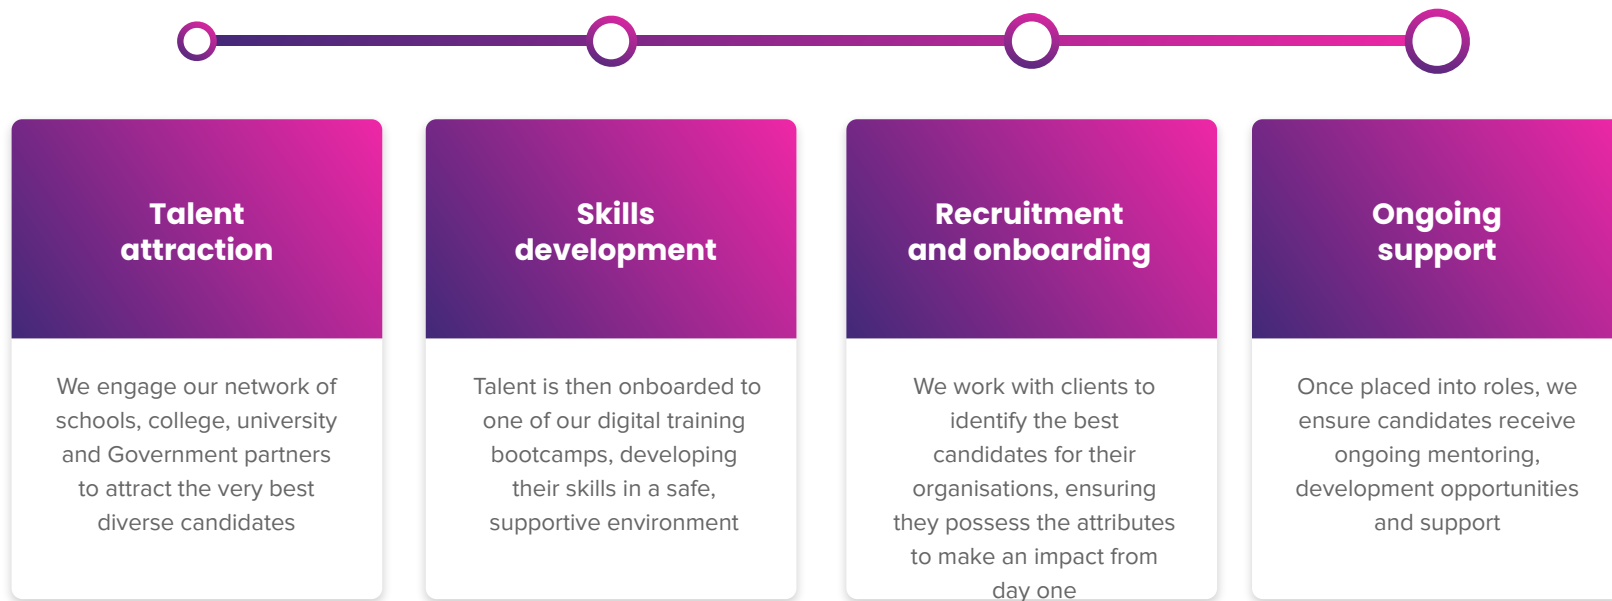 Talent
attraction
We engage our network of
schools, college, university
and Government partners
to attract the very best
diverse candidates
Skills
development
Talent is then onboarded to
one of our digital training
bootcamps, developing
their skills in a safe,
supportive environment
Recruitment
and onboarding
We work with clients to
identify the best
candidates for their
organisations, ensuring
they possess the attributes
to make an impact from
day one
Ongoing
support
Once placed into roles, we
ensure candidates receive
ongoing mentoring,
development opportunities
and support